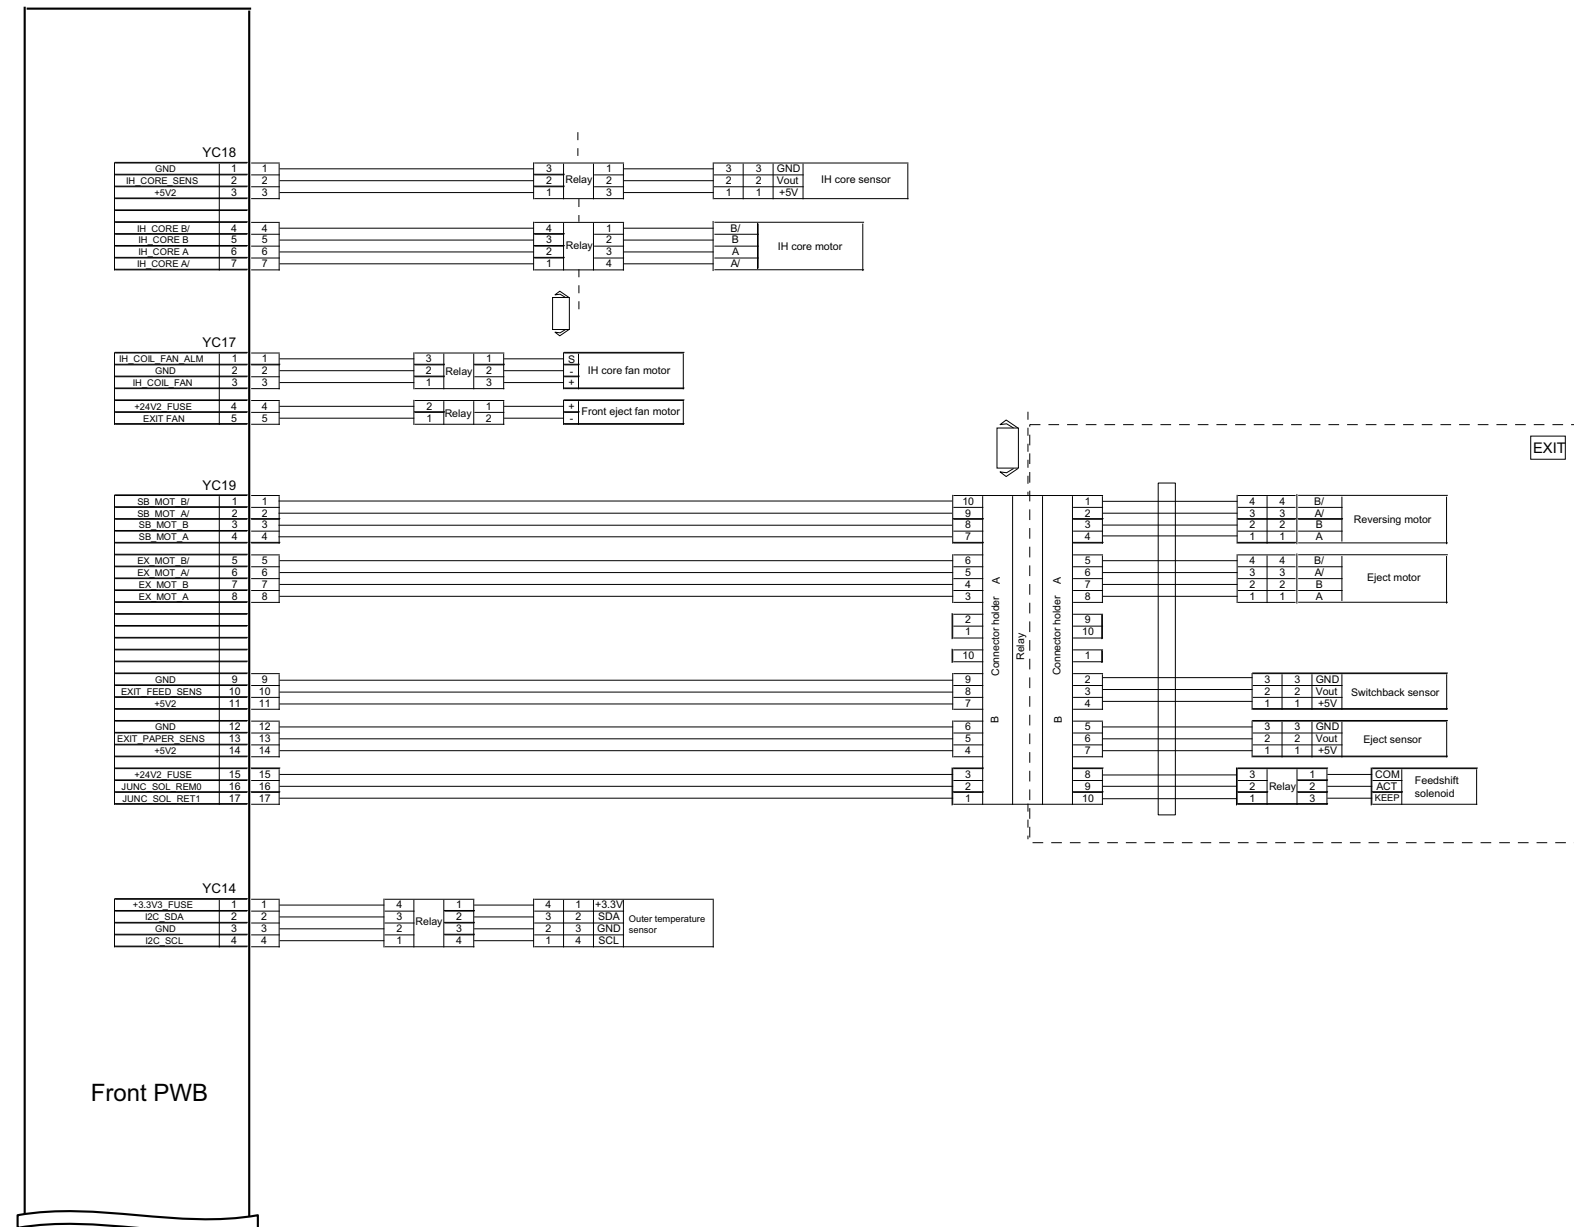 YC18
GND 1 1 3 1 3 3 GND
IH_CORE_SENS 2 2 2 Relay 2 2 2 Vout IH core sensor
+5V2 3 3 1 3 1 1 +5V
IH_CORE B/ 4 4 4 1 B/
IH_CORE B 5 5 3 2 B
Relay IH core motor
IH_CORE A 6 6 2 3 A
IH_CORE A/ 7 7 1 4 A/
YC17
IH_COIL_FAN_ALM 1 1 3 1 S
GND 2 2 2 Relay 2 - IH core fan motor
IH_COIL_FAN 3 3 1 3 +
+24V2_FUSE 4 4 2 1 +
Relay Front eject fan motor
EXIT FAN 5 5 1 2 -
EXIT
YC19
SB_MOT_B/ 1 1 10 1 4 4 B/
SB_MOT_A/ 2 2 9 2 3 3 A/
Reversing motor
SB_MOT_B 3 3 8 3 2 2 B
SB_MOT_A 4 4 7 4 1 1 A
EX_MOT_B/ 5 5 6 5 4 4 B/
EX_MOT_A/ 6 6 5 6 3 3 A/
Eject motor
EX_MOT_B 7 7 4 7 2 2 B
EX_MOT_A 8 8 3 8 1 1 A
2 9
1 10
10 1
Connector holder A
B
Relay
Connector holder A
B
GND 9 9 9 2 3 3 GND
EXIT_FEED_SENS 10 10 8 3 2 2 Vout Switchback sensor
+5V2 11 11 7 4 1 1 +5V
GND 12 12 6 5 3 3 GND
EXIT_PAPER_SENS 13 13 5 6 2 2 Vout Eject sensor
+5V2 14 14 4 7 1 1 +5V
+24V2_FUSE 15 15 3 8 3 1 COM
Feedshift
JUNC_SOL_REM0 16 16 2 9 2 Relay 2 ACT
solenoid
JUNC_SOL_RET1 17 17 1 10 1 3 KEEP
YC14
+3.3V3_FUSE 1 1 4 1 4 1 +3.3V
I2C_SDA 2 2 3 2 3 2 SDA Outer temperature
Relay
GND 3 3 2 3 2 3 GND sensor
I2C_SCL 4 4 1 4 1 4 SCL
Front PWB